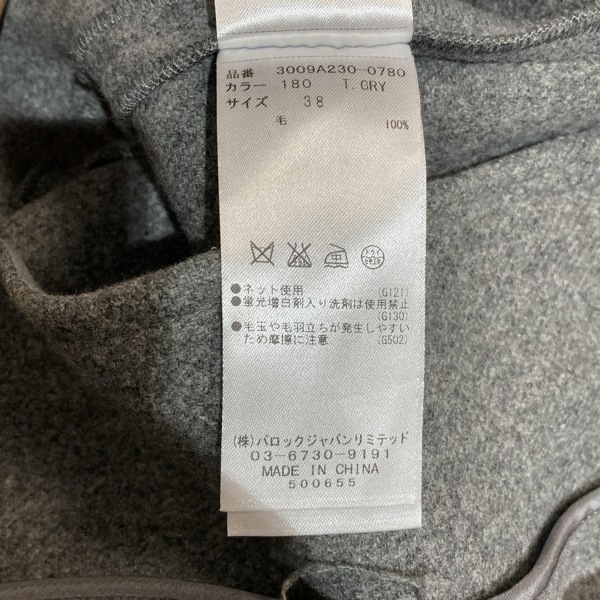 品番 3009A230-0780
カラー 180 T.GRY
サイズ 38
毛 100%
●ネット使用 (G121)
●蛍光増白剤入り洗剤は使用禁止
(G130)
●毛玉や毛羽立ちが発生しやすい
ため摩擦に注意 (G502)
(株)バロックジャパンリミテッド
03-6730-9191
MADE IN CHINA
500655